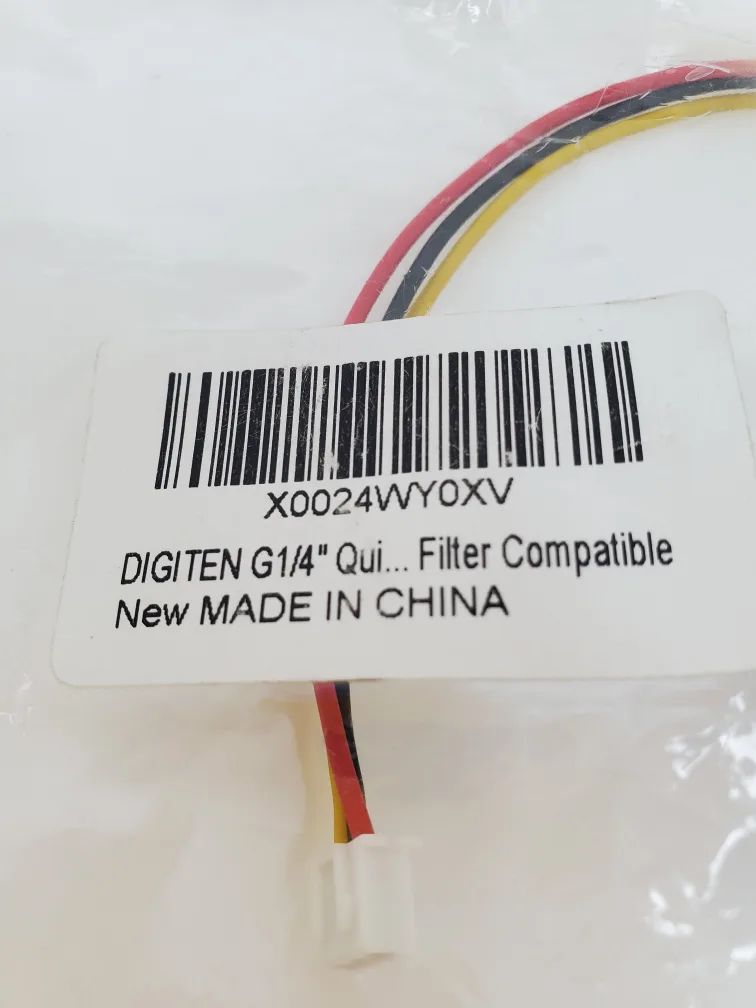 X0024WY0XV
DIGITEN G1/4" Qui... Filter Compatible
New MADE IN CHINA